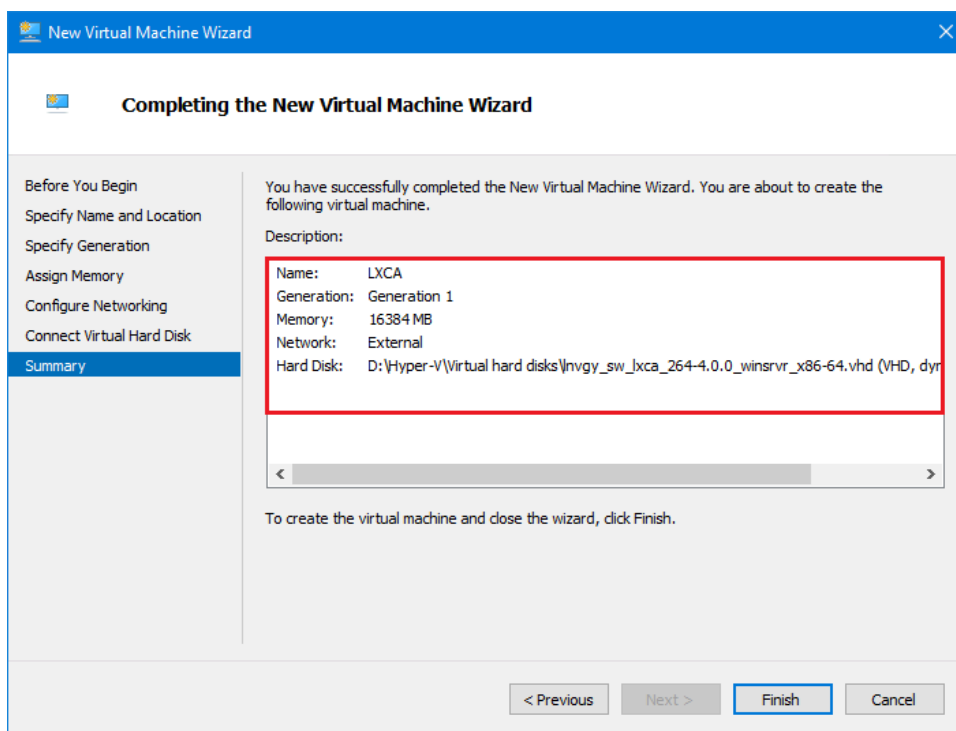 New Virtual Machine Wizard
Completing the New Virtual Machine Wizard
Before You Begin
Specify Name and Location
Specify Generation
Assign Memory
Configure Networking
Connect Virtual Hard Disk
Summary
You have successfully completed the New Virtual Machine Wizard. You are about to create the
following virtual machine.
Description:
Name: LXCA
Generation: Generation 1
Memory: 16384 MB
Network: External
Hard Disk: D:\Hyper-V\Virtual hard disks\lnvgy_sw_lxca_264-4.0.0_winsrvr_x86-64.vhd (VHD, dyr
To create the virtual machine and close the wizard, click Finish.
< Previous
Next >
Finish
Cancel